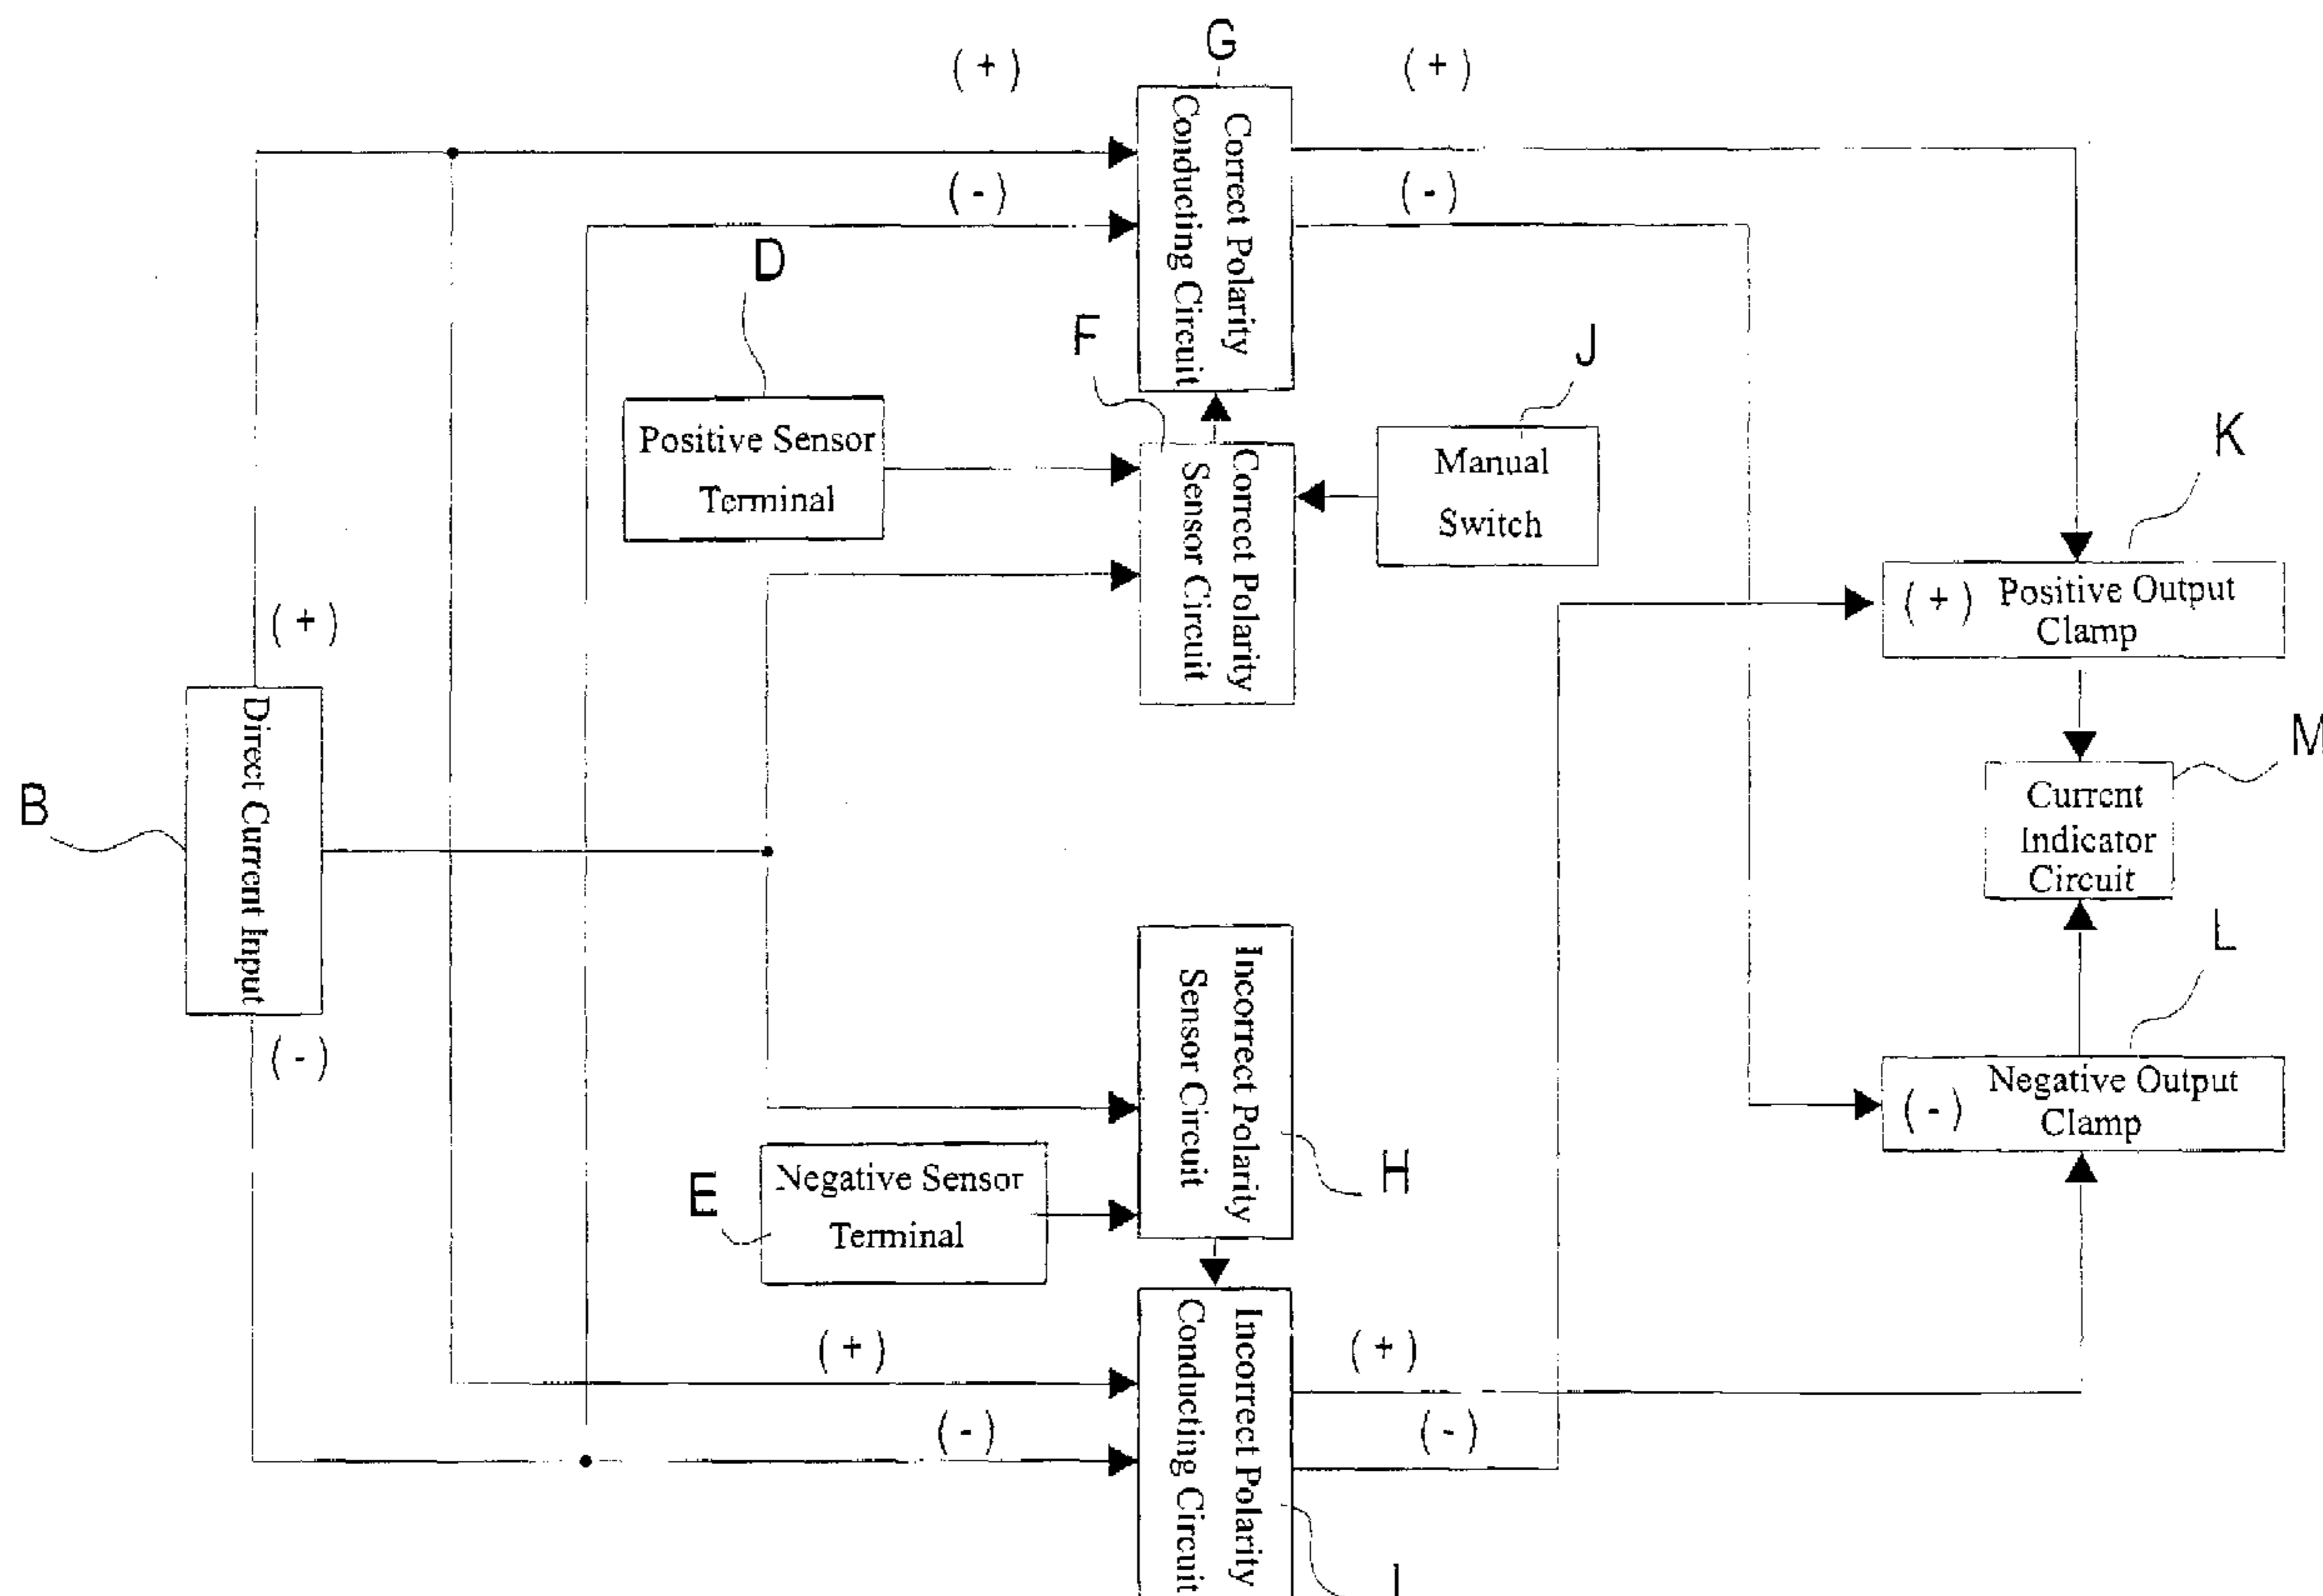 G
(+)
(+)
Correct Polarity
Conducting Circuit
(-)
(-)
D
F
J
Positive Sensor
Terminal
Correct Polarity
Sensor Circuit
Manual
Switch
K
(+) Positive Output
Clamp
(+)
Direct Current Input
B
M
Current
Indicator
Circuit
L
(-)
Incorrect Polarity
Sensor Circuit
(-) Negative Output
Clamp
H
E
Negative Sensor
Terminal
(+)
(+)
Incorrect Polarity
Conducting Circuit
(-)
(-)